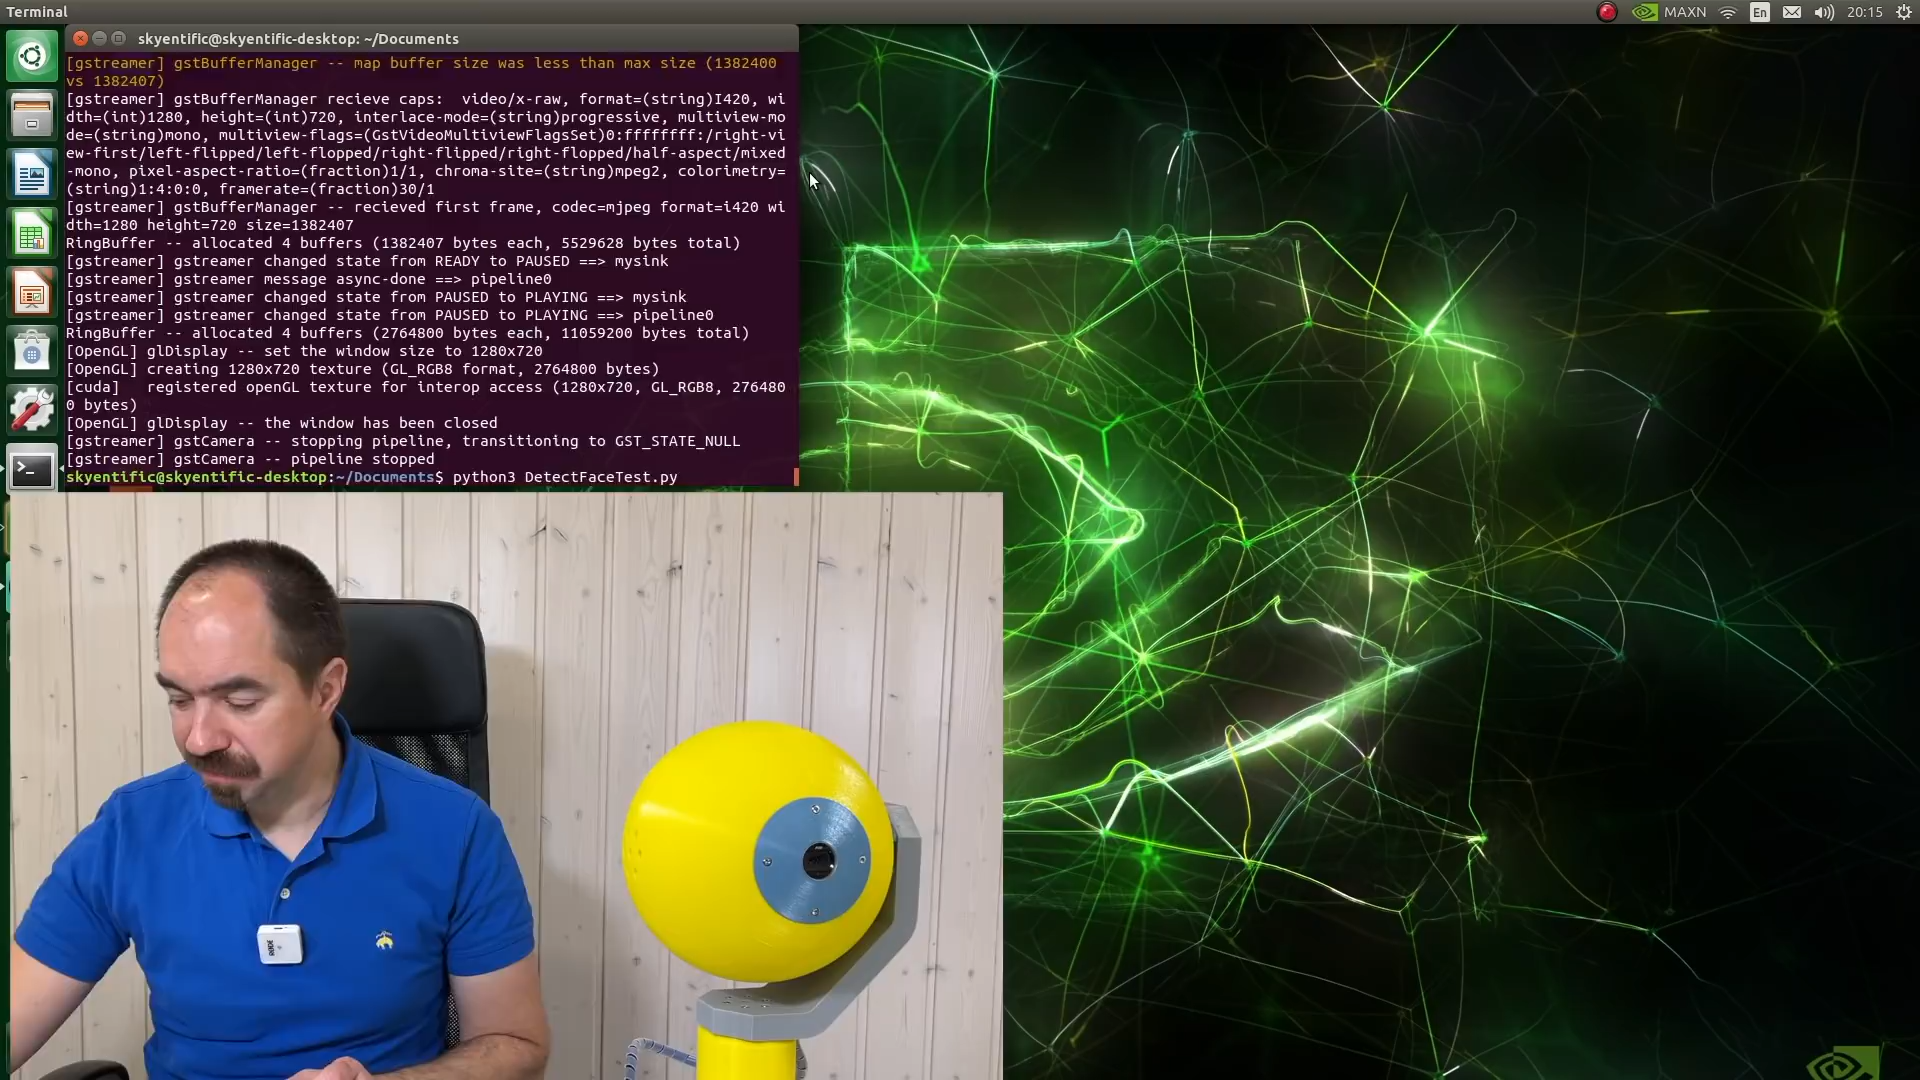 Terminal
MAXN
En
20:15
skyentific@skyentific-desktop: ~/Documents
[gstreamer] gstBufferManager -- map buffer size was less than max size (1382400
vs 1382407)
[gstreamer] gstBufferManager recieve caps:  video/x-raw, format=(string)I420, wi
dth=(int)1280, height=(int)720, interlace-mode=(string)progressive, multiview-mo
de=(string)mono, multiview-flags=(GstVideoMultiviewFlagsSet)0:ffffffff:/right-vi
ew-first/left-flipped/left-flopped/right-flipped/right-flopped/half-aspect/mixed
-mono, pixel-aspect-ratio=(fraction)1/1, chroma-site=(string)mpeg2, colorimetry=
(string)1:4:0:0, framerate=(fraction)30/1
[gstreamer] gstBufferManager -- recieved first frame, codec=mjpeg format=i420 wi
dth=1280 height=720 size=1382407
RingBuffer -- allocated 4 buffers (1382407 bytes each, 5529628 bytes total)
[gstreamer] gstreamer changed state from READY to PAUSED ==> mysink
[gstreamer] gstreamer message async-done ==> pipeline0
[gstreamer] gstreamer changed state from PAUSED to PLAYING ==> mysink
[gstreamer] gstreamer changed state from PAUSED to PLAYING ==> pipeline0
RingBuffer -- allocated 4 buffers (2764800 bytes each, 11059200 bytes total)
[OpenGL] glDisplay -- set the window size to 1280x720
[OpenGL] creating 1280x720 texture (GL_RGB8 format, 2764800 bytes)
[cuda]   registered openGL texture for interop access (1280x720, GL_RGB8, 276480
0 bytes)
[OpenGL] glDisplay -- the window has been closed
[gstreamer] gstCamera -- stopping pipeline, transitioning to GST_STATE_NULL
[gstreamer] gstCamera -- pipeline stopped
skyentific@skyentific-desktop:~/Documents$ python3 DetectFaceTest.py
RØDE